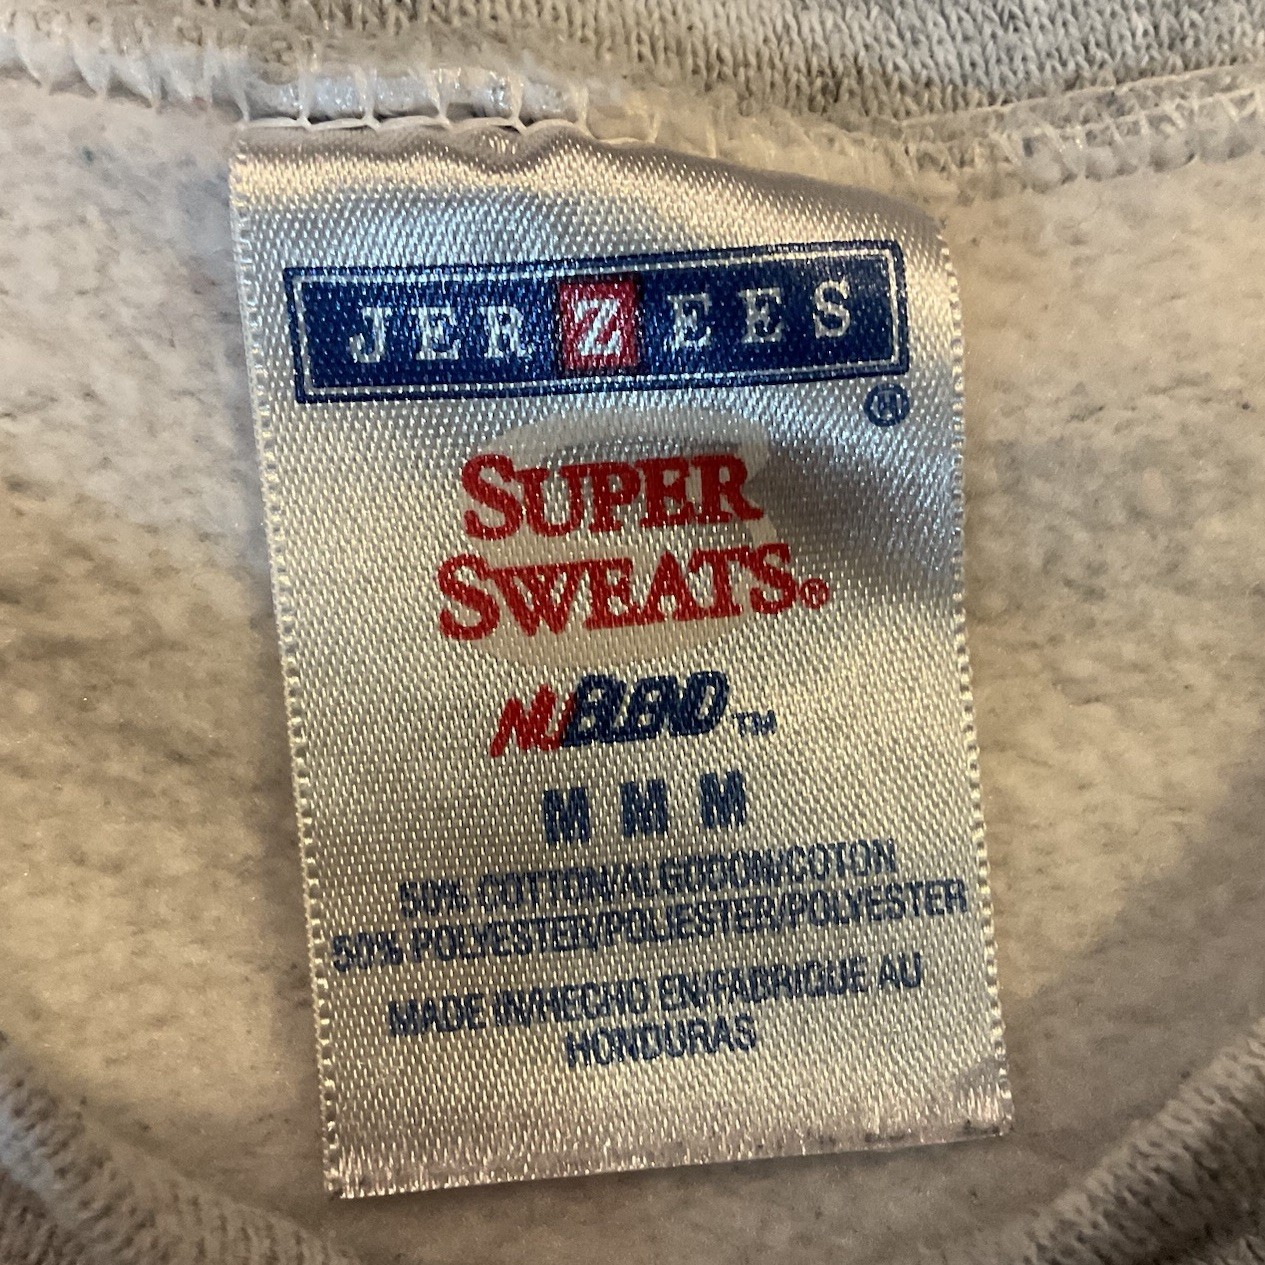 JERZEES®
SUPER
SWEATS®
NUBLEND™
M M M
50% COTTON/ALGODON/COTON
50% POLYESTER/POLIESTER/POLYESTER
MADE IN/HECHO EN/FABRIQUE AU
HONDURAS